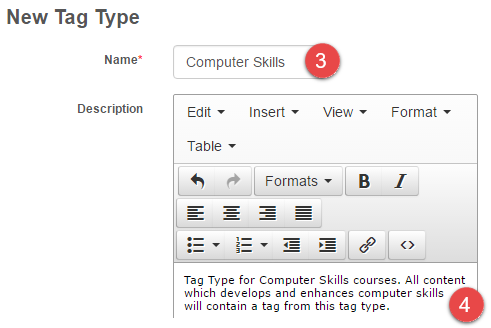 New Tag Type
Name* Computer Skills 3
Description
Edit Insert View Format
Table
Formats B I
Tag Type for Computer Skills courses. All content
which develops and enhances computer skills
will contain a tag from this tag type. 4